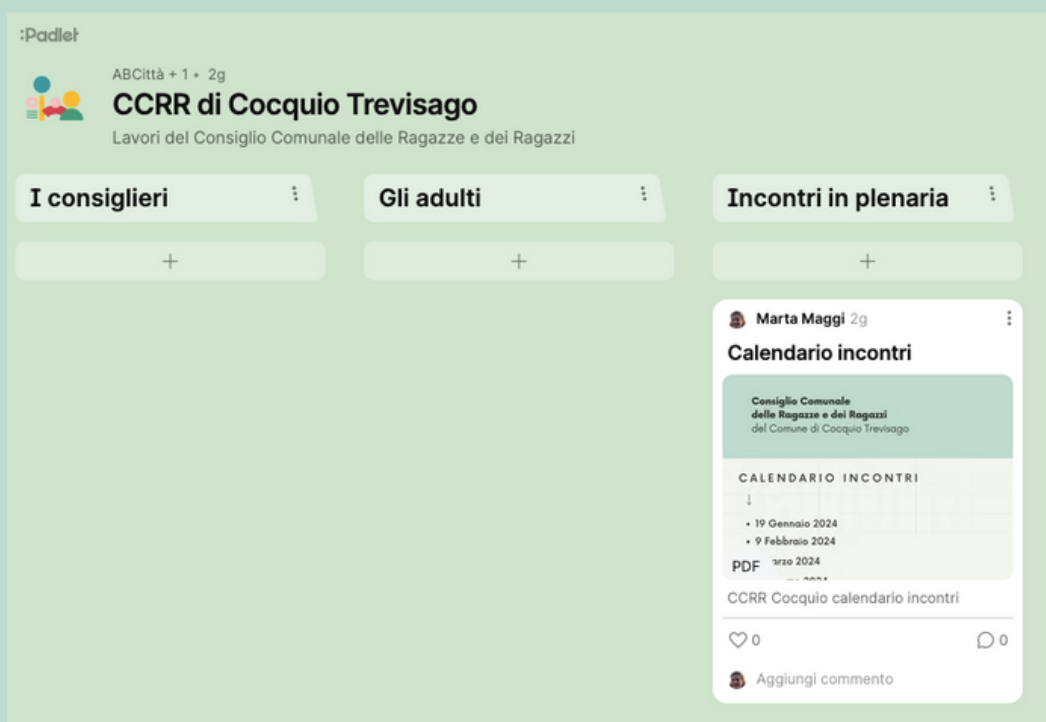 :Padlet
ABCittà + 1 • 2g
CCRR di Cocquio Trevisago
Lavori del Consiglio Comunale delle Ragazze e dei Ragazzi
I consiglieri
Gli adulti
Incontri in plenaria
Marta Maggi 2g
Calendario incontri
Consiglio Comunale
delle Ragazze e dei Ragazzi
del Comune di Cocquio Trevisago
CALENDARIO INCONTRI
↓
• 19 Gennaio 2024
• 9 Febbraio 2024
arzo 2024
PDF
CCRR Cocquio calendario incontri
0
0
Aggiungi commento